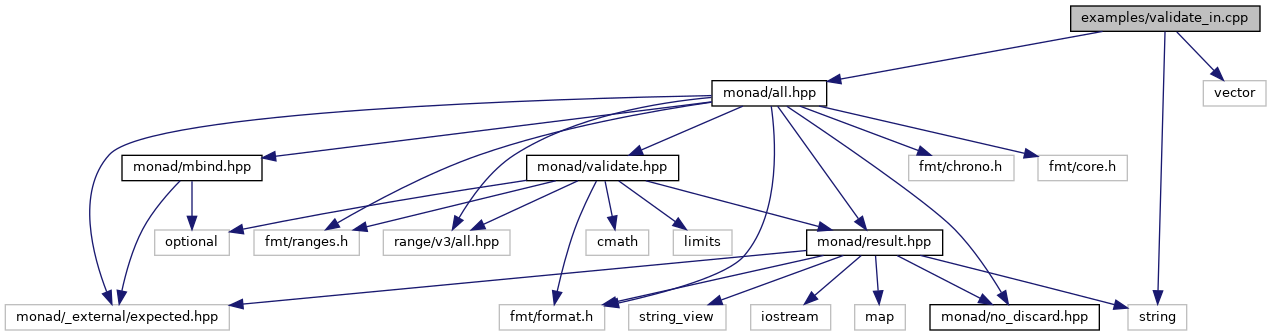 examples/validate_in.cpp
monad/all.hpp
vector
monad/mbind.hpp
monad/validate.hpp
fmt/chrono.h
fmt/core.h
optional
fmt/ranges.h
range/v3/all.hpp
cmath
limits
monad/result.hpp
monad/_external/expected.hpp
fmt/format.h
string_view
iostream
map
monad/no_discard.hpp
string